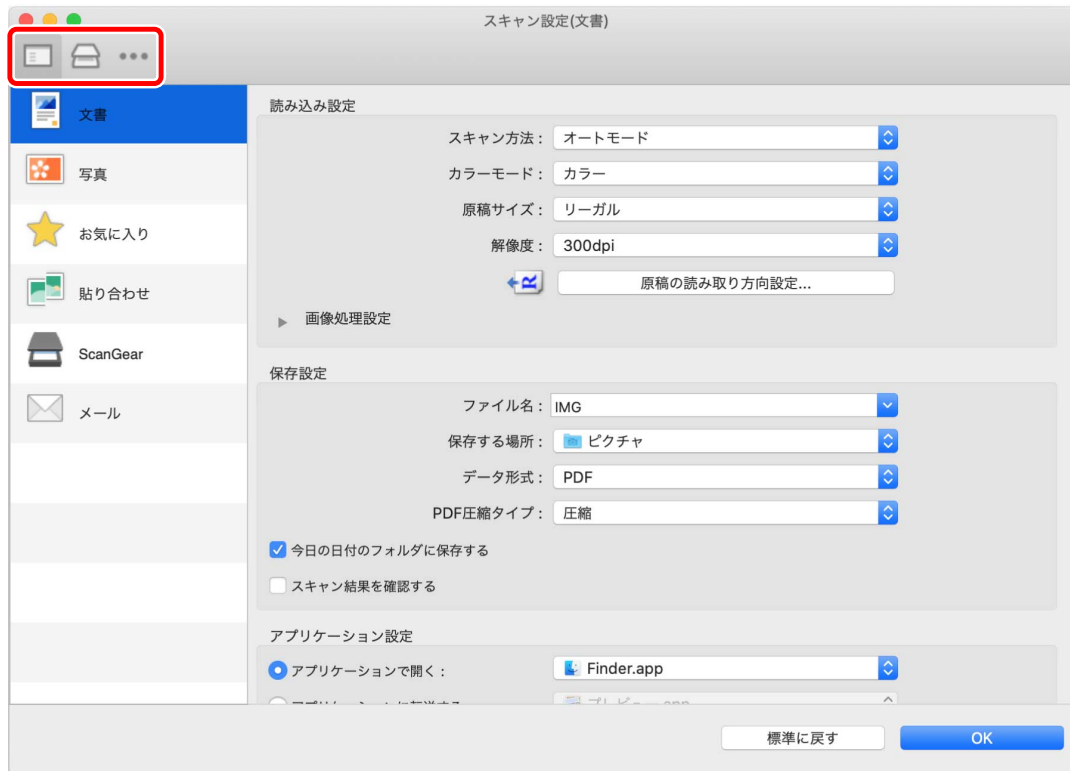 スキャン設定(文書)
文書
写真
お気に入り
貼り合わせ
ScanGear
メール
読み込み設定
スキャン方法： オートモード
カラーモード： カラー
原稿サイズ： リーガル
解像度： 300dpi
原稿の読み取り方向設定...
画像処理設定
保存設定
ファイル名： IMG
保存する場所： ピクチャ
データ形式： PDF
PDF圧縮タイプ： 圧縮
今日の日付のフォルダに保存する
スキャン結果を確認する
アプリケーション設定
アプリケーションで開く： Finder.app
標準に戻す OK